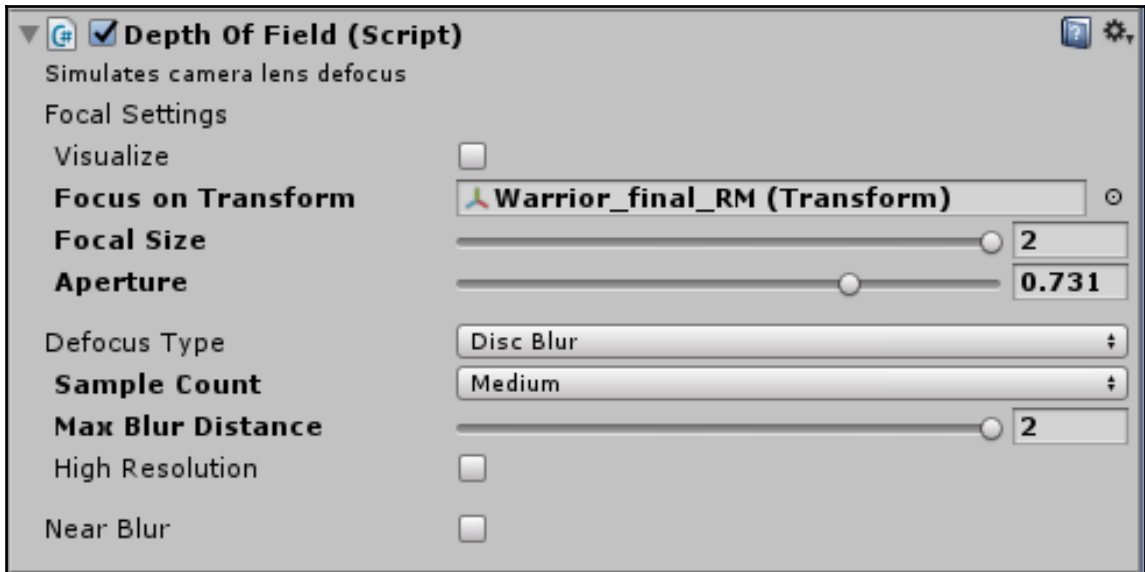 Depth Of Field (Script)
Simulates camera lens defocus
Focal Settings
Visualize
Focus on Transform Warrior_final_RM (Transform)
Focal Size 2
Aperture 0.731
Defocus Type Disc Blur
Sample Count Medium
Max Blur Distance 2
High Resolution
Near Blur